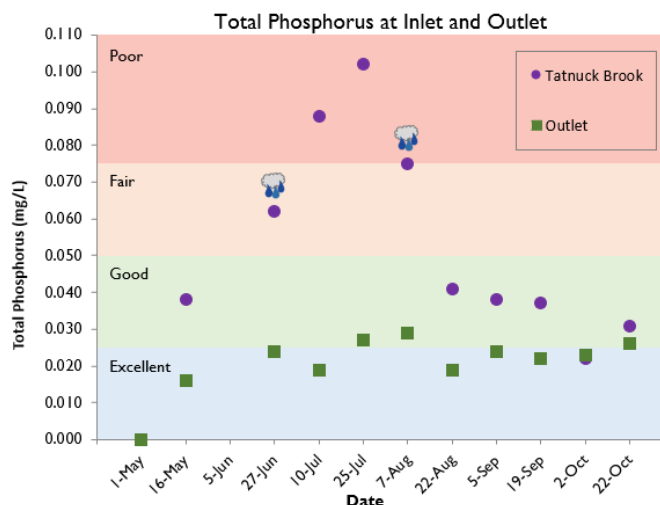 Total Phosphorus at Inlet and Outlet
0.110
0.100
0.090
0.080
0.070
0.060
0.050
0.040
0.030
0.020
0.010
0.000
Total Phosphorus (mg/L)
Poor
Fair
Good
Excellent
Tatnuck Brook
Outlet
1-May
16-May
5-Jun
27-Jun
10-Jul
25-Jul
7-Aug
22-Aug
5-Sep
19-Sep
2-Oct
22-Oct
Date